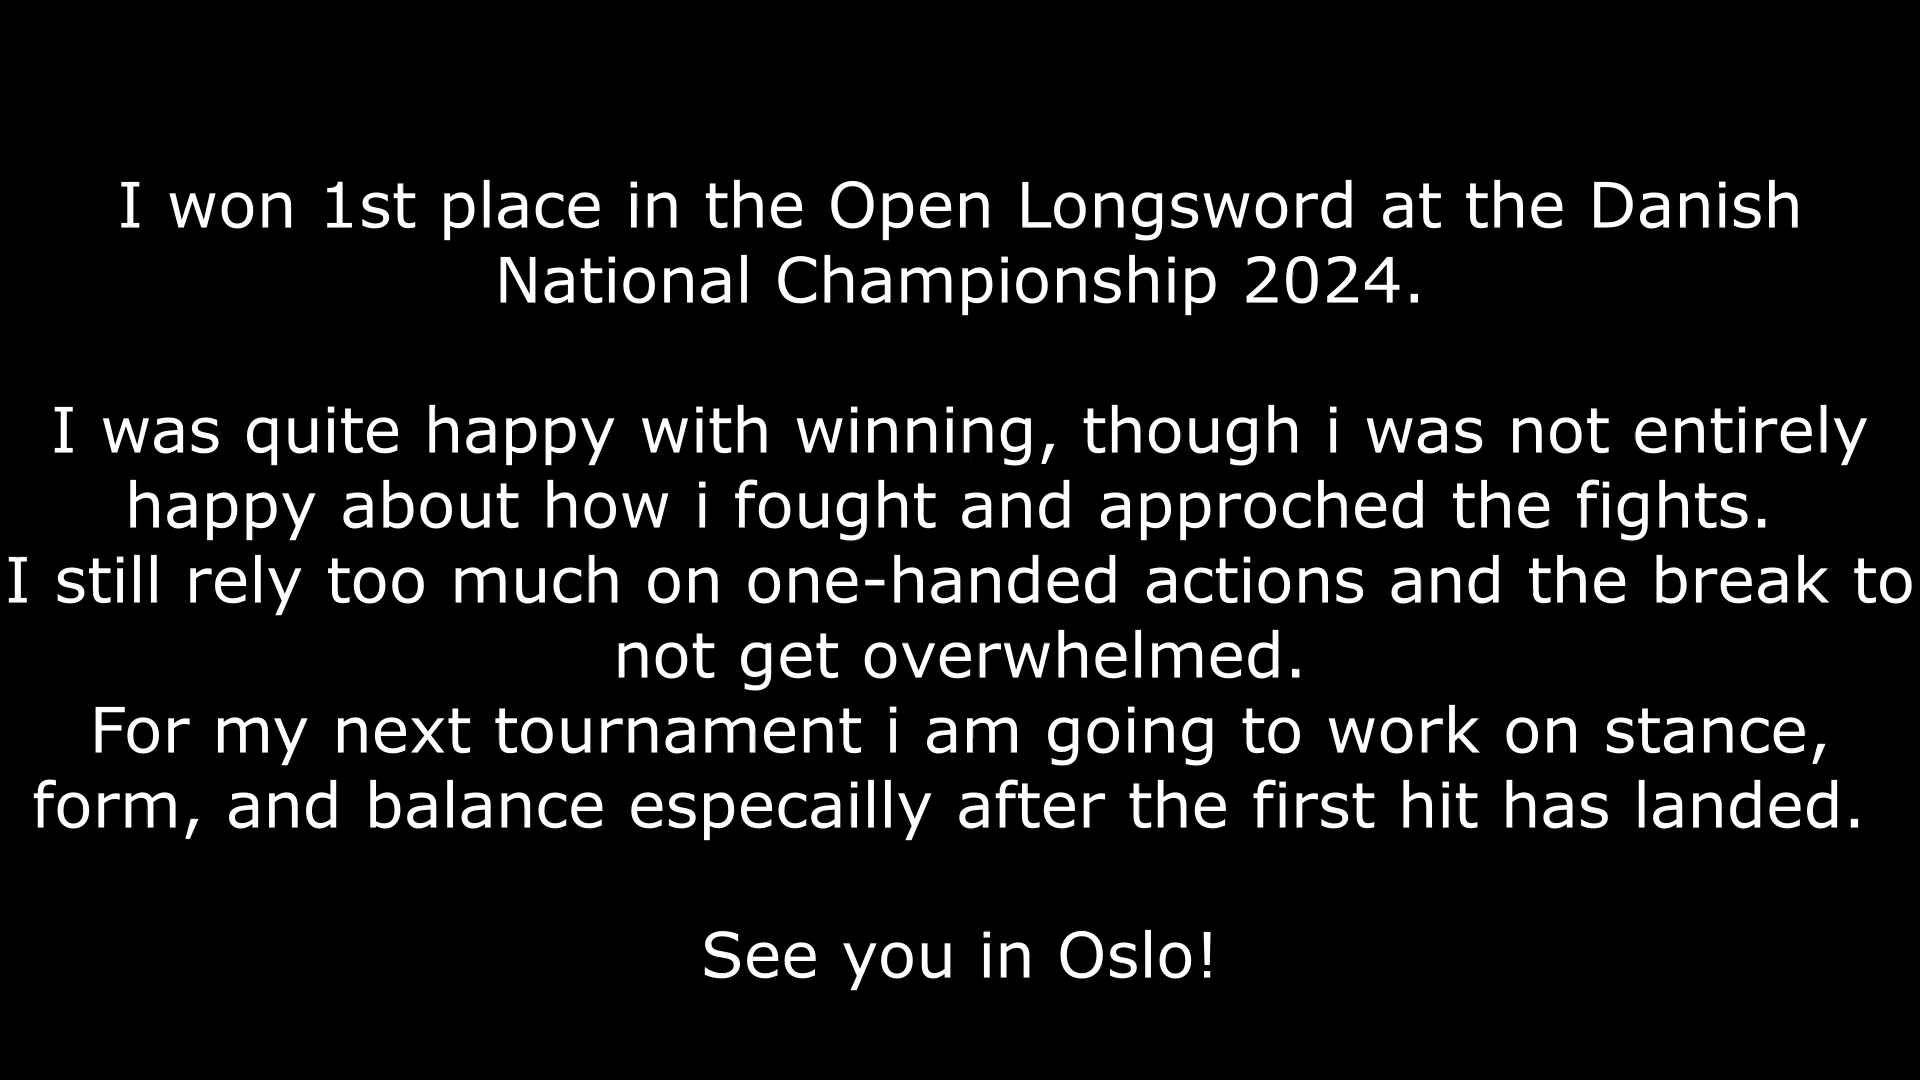 I won 1st place in the Open Longsword at the Danish
National Championship 2024.
I was quite happy with winning, though i was not entirely
happy about how i fought and approched the fights.
I still rely too much on one-handed actions and the break to
not get overwhelmed.
For my next tournament i am going to work on stance,
form, and balance especailly after the first hit has landed.
See you in Oslo!